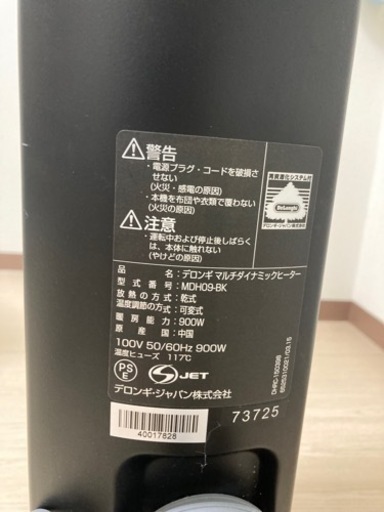 ⚠警告
・電源プラグ・コードを破損さ
せない
(火災・感電の原因)
・本機を布団や衣類で覆わない
(火災の原因)
⚠注意
・運転中および停止後しばらく
は、本体に触れない
(やけどの原因)
品名:デロンギ マルチダイナミックヒーター
型式番号:MDH09-BK
放熱の方式:乾式
温度調節の方式:可変式
暖房能力:900W
原産国:中国
100V 50/60Hz 900W
温度ヒューズ 117℃
PS
E
JET
デロンギ・ジャパン株式会社
40017828
73725
DeLonghi
デロンギ・ジャパン株式会社